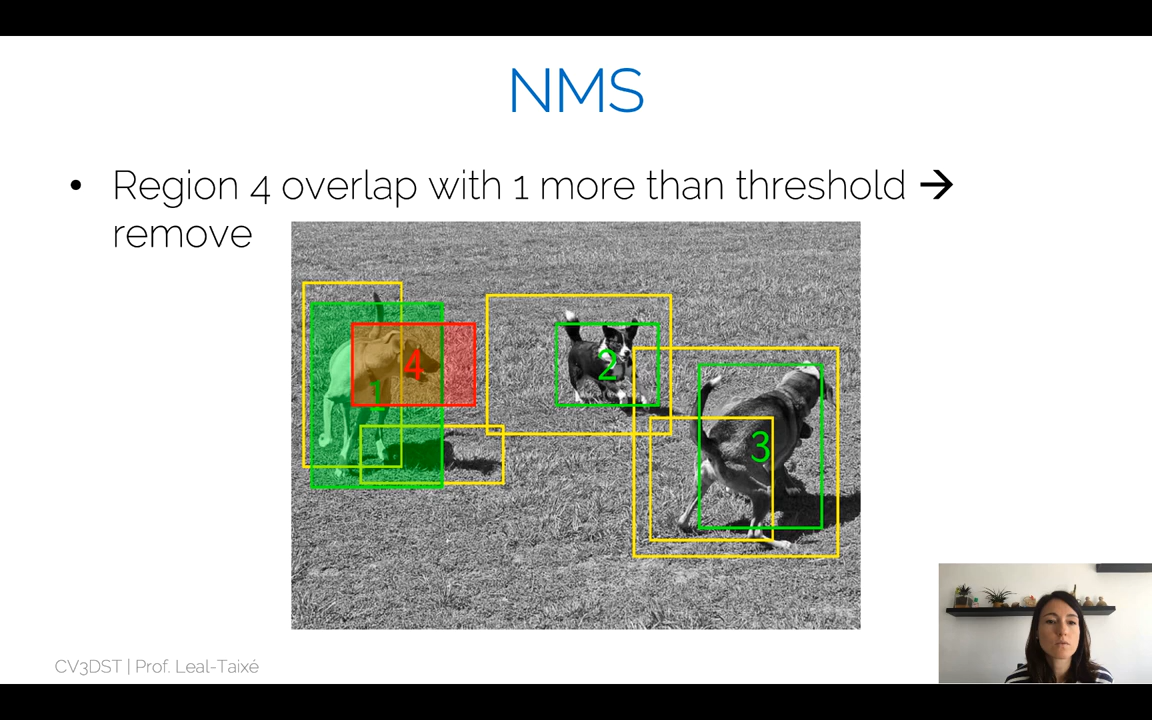 NMS
• Region 4 overlap with 1 more than threshold →
remove
4
1
2
3
CV3DST | Prof. Leal-Taixé